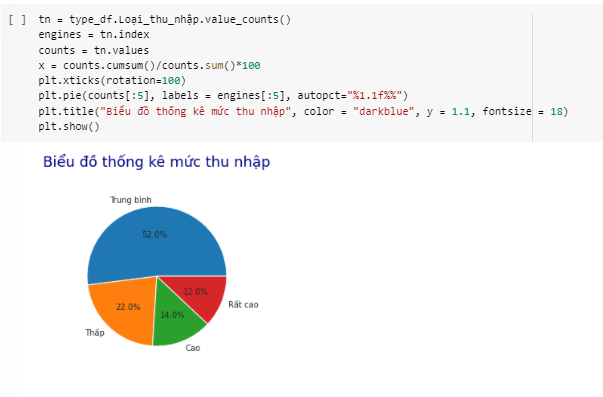 [ ] tn = type_df.Loại_thu_nhập.value_counts()
engines = tn.index
counts = tn.values
x = counts.cumsum()/counts.sum()*100
plt.xticks(rotation=100)
plt.pie(counts[:5], labels = engines[:5], autopct="%1.1f%%")
plt.title("Biểu đồ thống kê mức thu nhập", color = "darkblue", y = 1.1, fontsize = 18)
plt.show()
Biểu đồ thống kê mức thu nhập
Trung bình
52.0%
12.0%
22.0%
14.0%
Rất cao
Thấp
Cao